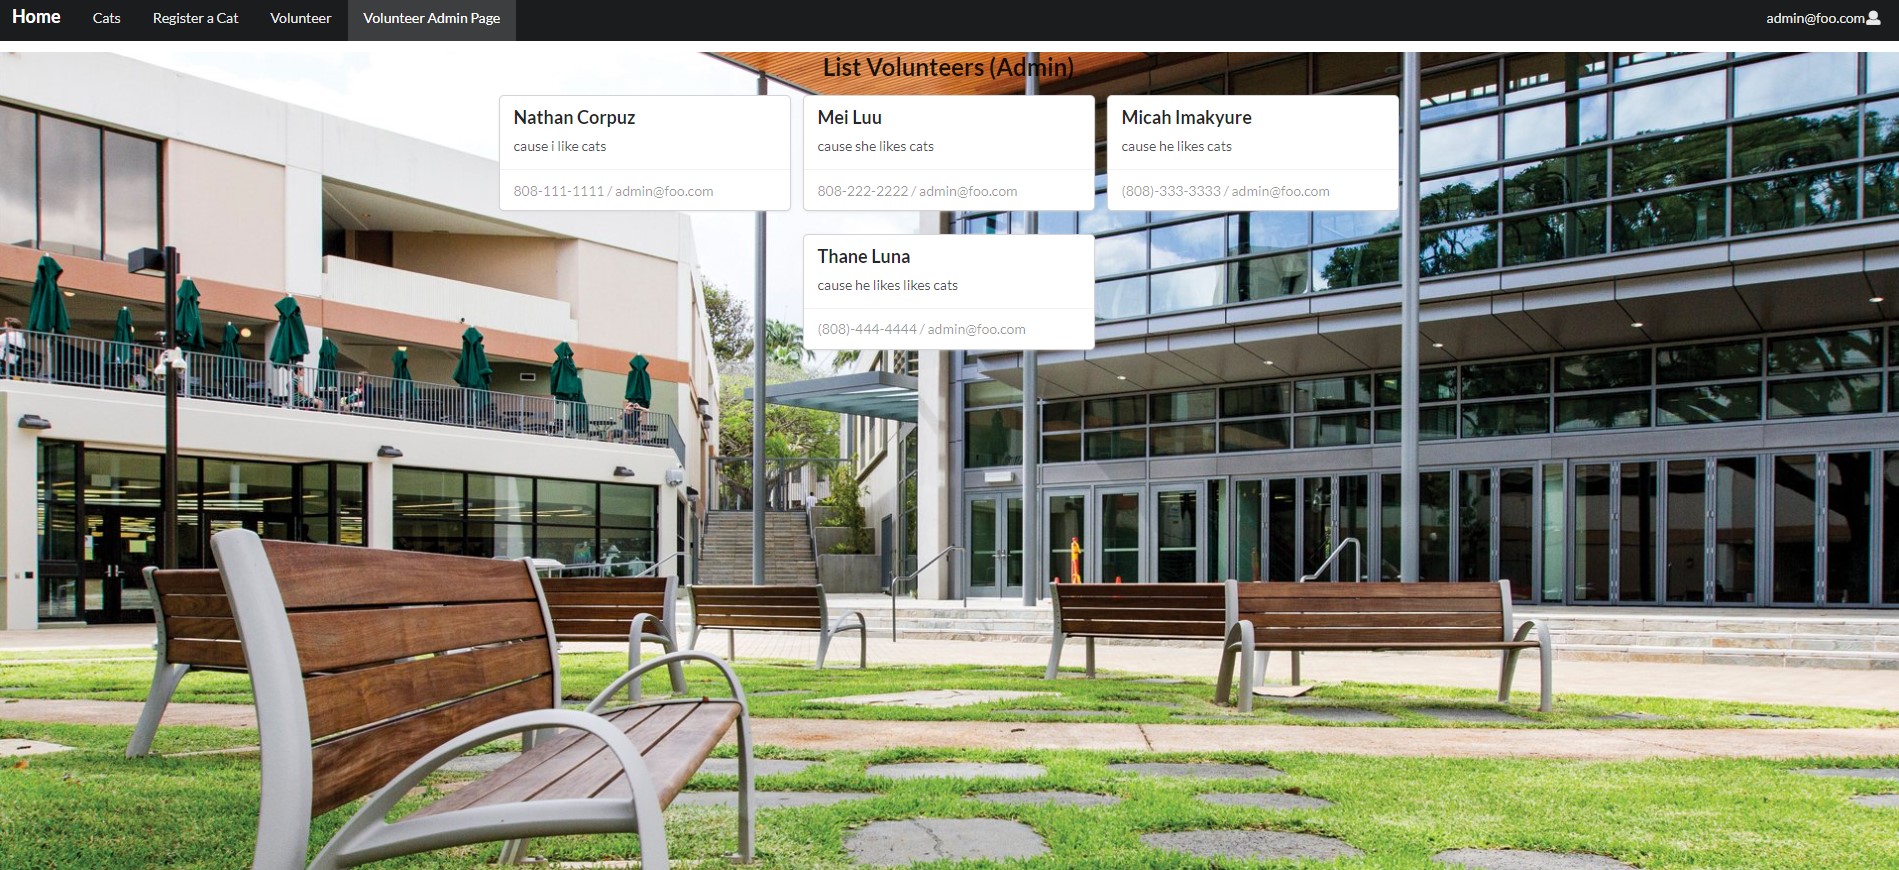 Home Cats Register a Cat Volunteer Volunteer Admin Page admin@foo.com
List Volunteers (Admin)
Nathan Corpuz
cause i like cats
808-111-1111 / admin@foo.com
Mei Luu
cause she likes cats
808-222-2222 / admin@foo.com
Micah Imakyure
cause he likes cats
(808)-333-3333 / admin@foo.com
Thane Luna
cause he likes likes cats
(808)-444-4444 / admin@foo.com